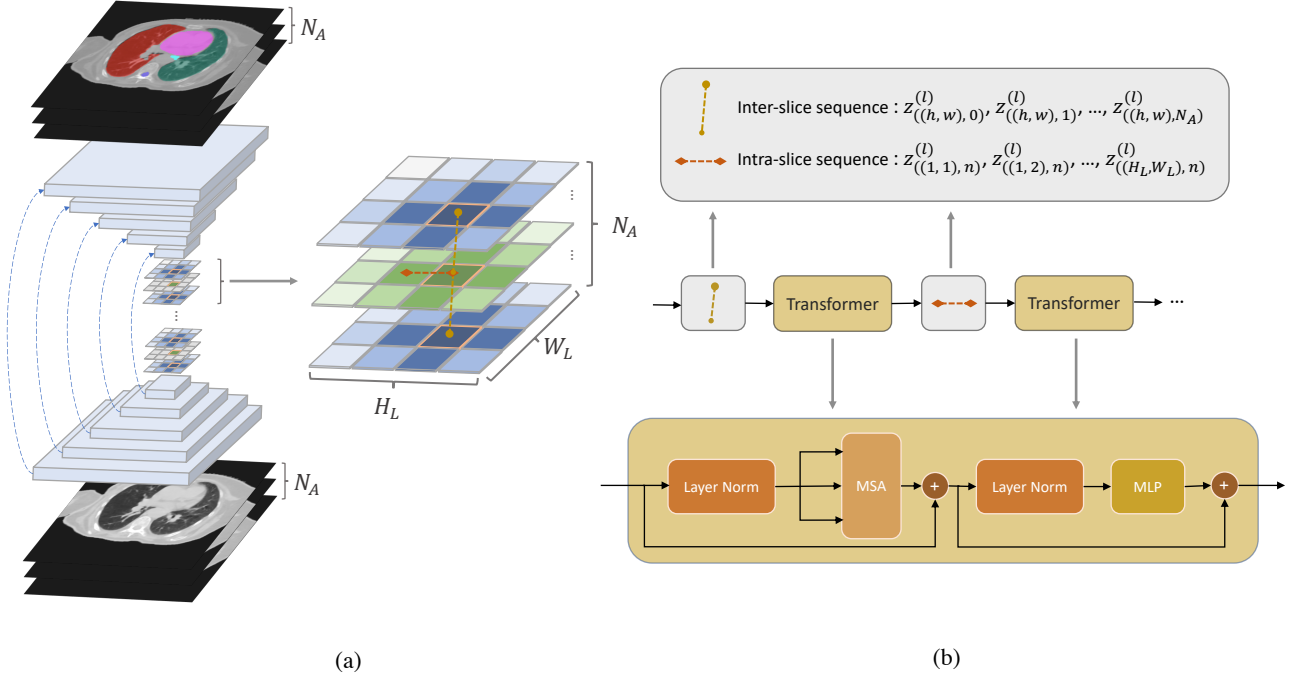 N_A
N_A
W_L
H_L
N_A
(a)
Inter-slice sequence : z^{(l)}_{((h, w), 0)}, z^{(l)}_{((h, w), 1)}, ..., z^{(l)}_{((h, w),N_A)}
Intra-slice sequence : z^{(l)}_{((1, 1), n)}, z^{(l)}_{((1, 2), n)}, ..., z^{(l)}_{((H_L,W_L), n)}
Transformer
Transformer
...
Layer Norm
MSA
+
Layer Norm
MLP
+
(b)